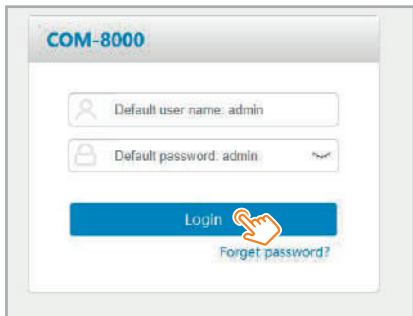 COM-8000
Default user name: admin
Default password: admin
Login
Forget password?